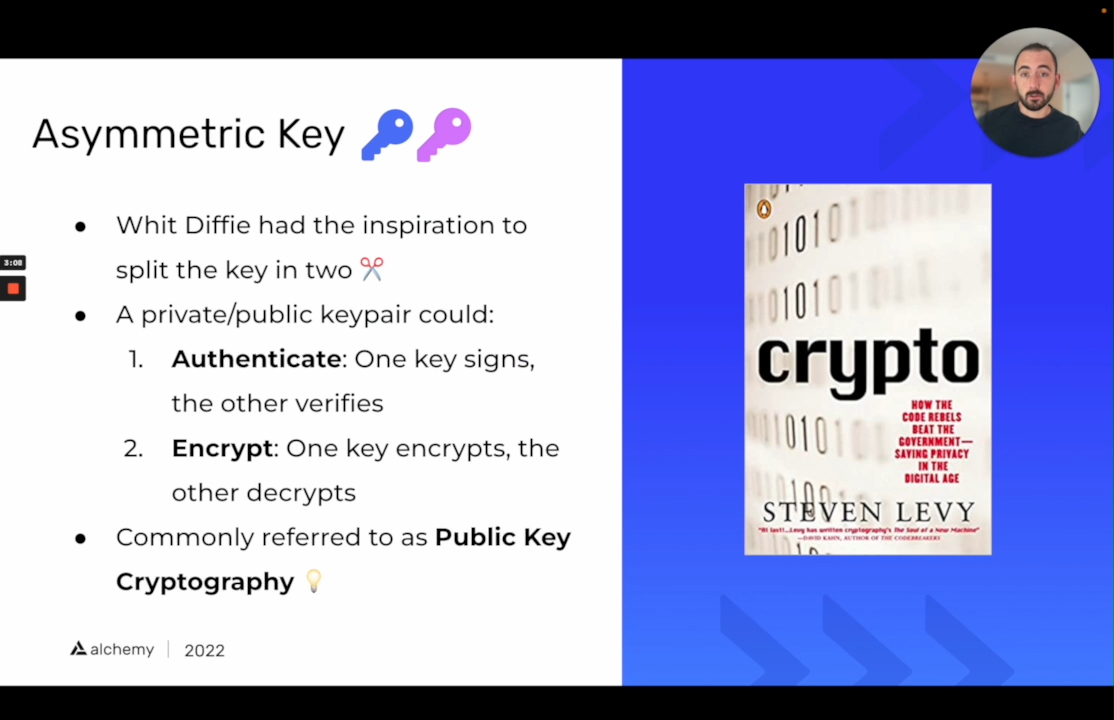 Asymmetric Key
Whit Diffie had the inspiration to
split the key in two
A private/public keypair could:
1. Authenticate: One key signs,
the other verifies
2. Encrypt: One key encrypts, the
other decrypts
Commonly referred to as Public Key
Cryptography
alchemy
2022
3:08
crypto
HOW THE
CODE REBELS
BEAT THE
GOVERNMENT—
SAVING PRIVACY
IN THE
DIGITAL AGE
STEVEN LEVY
"At last!...Levy has written cryptography's The Soul of a New Machine"
—DAVID KAHN, AUTHOR OF THE CODEBREAKERS